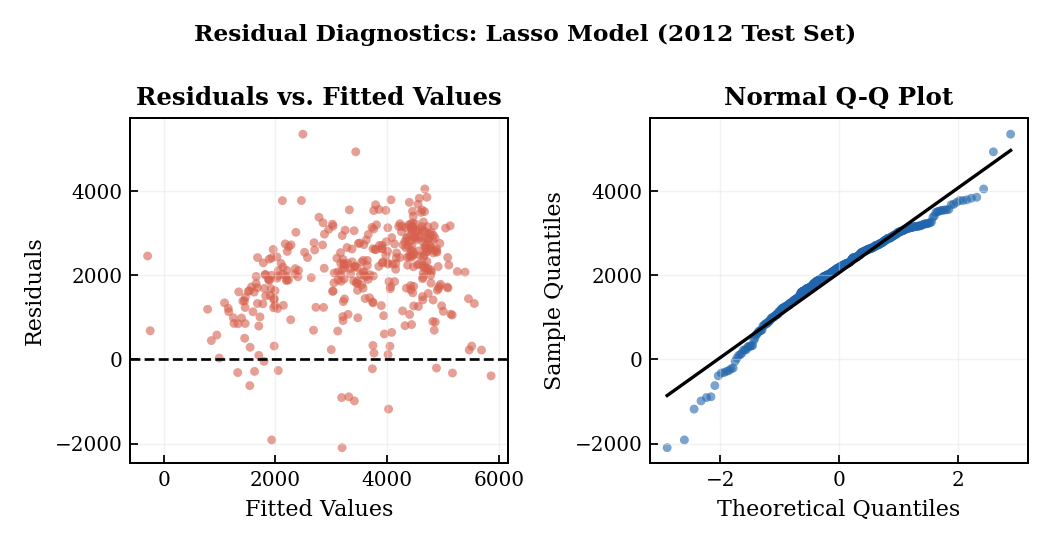 Residual Diagnostics: Lasso Model (2012 Test Set)
Residuals vs. Fitted Values
Residuals
4000
2000
0
−2000
0 2000 4000 6000
Fitted Values
Normal Q-Q Plot
Sample Quantiles
4000
2000
0
−2000
−2 0 2
Theoretical Quantiles